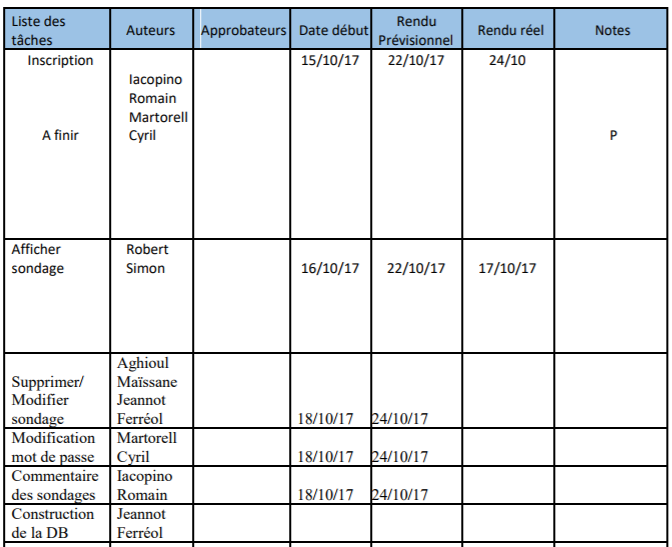 Liste des tâches Auteurs Approbateurs Date début Rendu Prévisionnel Rendu réel Notes
Inscription 15/10/17 22/10/17 24/10
Iacopino
Romain
Martorell
A finir Cyril P
Afficher Robert
sondage Simon 16/10/17 22/10/17 17/10/17
Aghioul
Supprimer/ Maïssane
Modifier Jeannot
sondage Ferréol 18/10/17 24/10/17
Modification Martorell
mot de passe Cyril 18/10/17 24/10/17
Commentaire Iacopino
des sondages Romain 18/10/17 24/10/17
Construction Jeannot
de la DB Ferréol